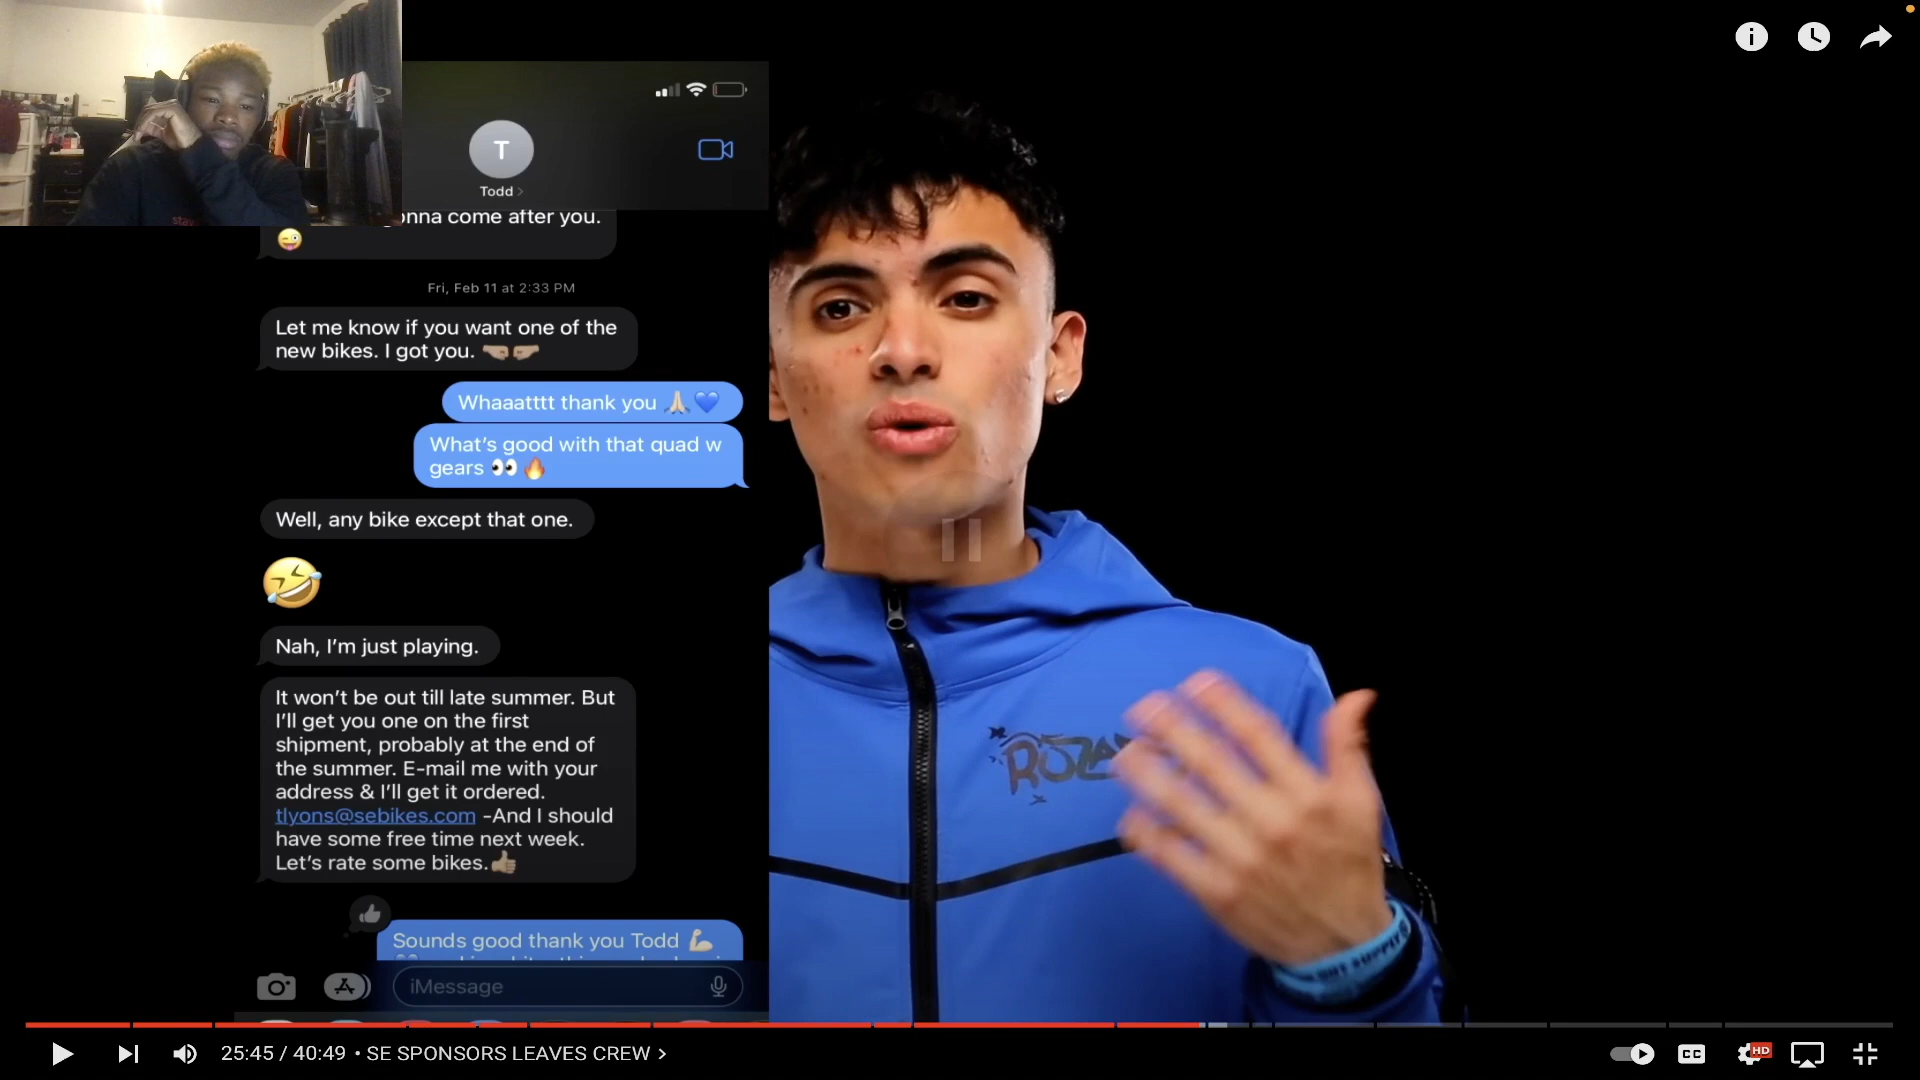 stay
T
Todd >
onna come after you.
😜
Fri, Feb 11 at 2:33 PM
Let me know if you want one of the
new bikes. I got you. 🤜🏼🤛🏼
Whaaatttt thank you 🙏🏼💙
What's good with that quad w
gears 👀🔥
Well, any bike except that one.
🤣
Nah, I'm just playing.
It won't be out till late summer. But
I'll get you one on the first
shipment, probably at the end of
the summer. E-mail me with your
address & I'll get it ordered.
tlyons@sebikes.com -And I should
have some free time next week.
Let's rate some bikes.👍🏼
Sounds good thank you Todd 💪🏼
iMessage
25:45 / 40:49 • SE SPONSORS LEAVES CREW >
CC
HD